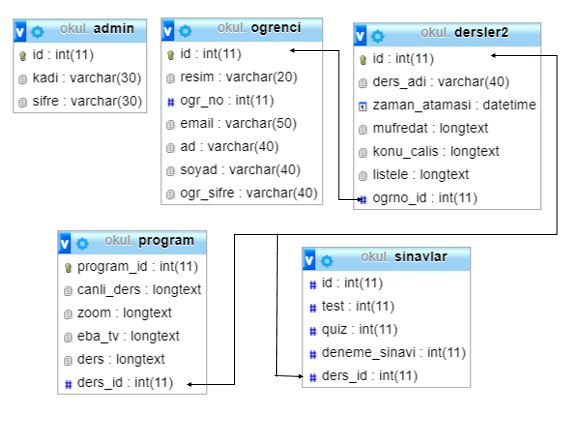 okul. admin
id : int(11)
kadi : varchar(30)
sifre : varchar(30)
okul. ogrenci
id : int(11)
resim : varchar(20)
ogr_no : int(11)
email : varchar(50)
ad : varchar(40)
soyad : varchar(40)
ogr_sifre : varchar(40)
okul. dersler2
id : int(11)
ders_adi : varchar(40)
zaman_atamasi : datetime
mufredat : longtext
konu_calis : longtext
listele : longtext
ogrno_id : int(11)
okul. program
program_id : int(11)
canli_ders : longtext
zoom : longtext
eba_tv : longtext
ders : longtext
ders_id : int(11)
okul. sinavlar
id : int(11)
test : int(11)
quiz : int(11)
deneme_sinavi : int(11)
ders_id : int(11)